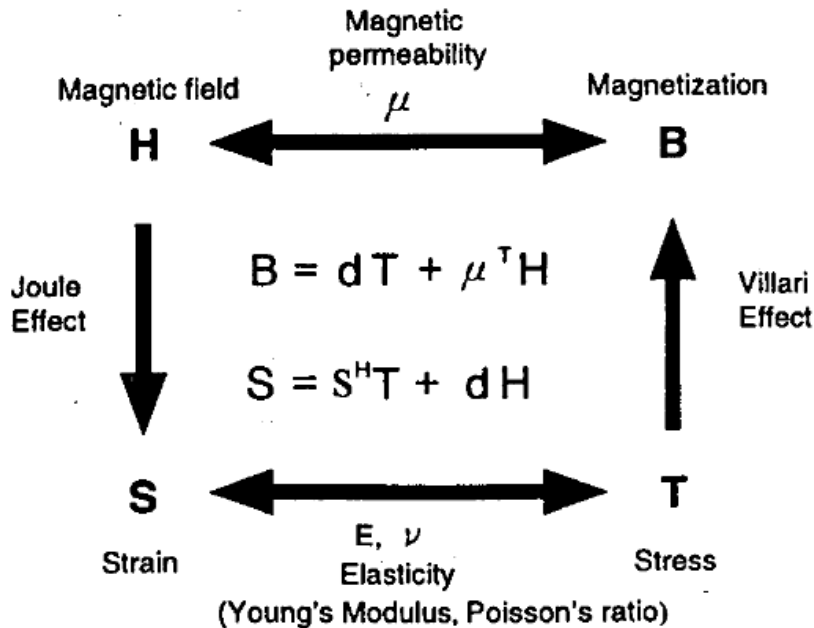 Magnetic
permeability
Magnetic field
μ
Magnetization
H
B
Joule
Effect
B = dT + μᵀH
S = SᴴT + dH
Villari
Effect
S
T
Strain
E, ν
Elasticity
(Young's Modulus, Poisson's ratio)
Stress